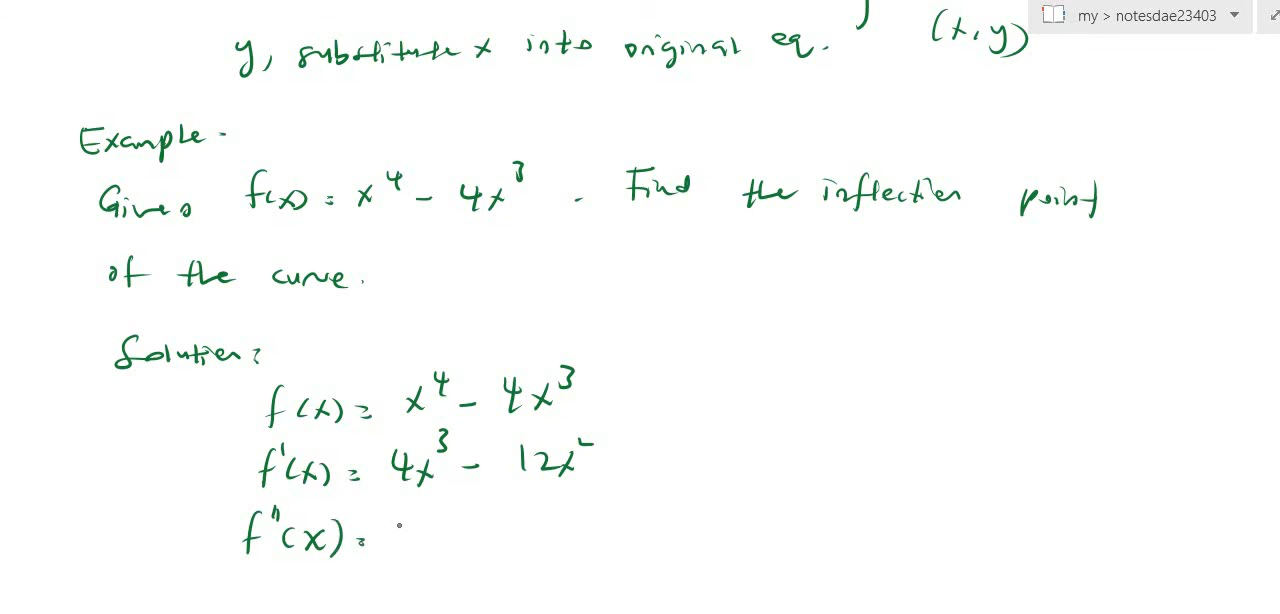 my > notesdae23403
y, substitute x into original eq. (x, y)
Example.
Given f(x) = x⁴ - 4x³. Find the inflection point
of the curve.
Solution:
f(x) = x⁴ - 4x³
f'(x) = 4x³ - 12x²
f''(x) =